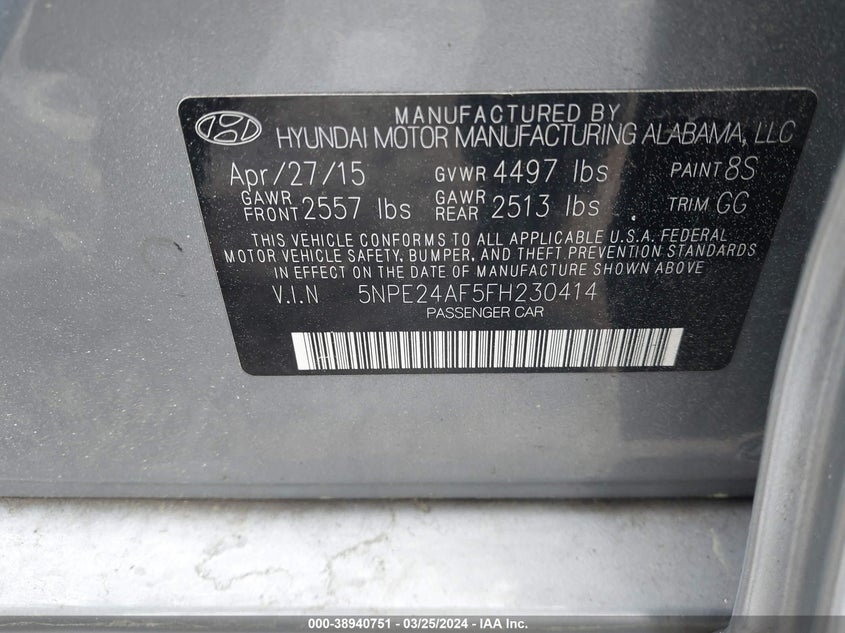 MANUFACTURED BY
HYUNDAI MOTOR MANUFACTURING ALABAMA, LLC
Apr/27/15 GVWR 4497 lbs PAINT 8S
GAWR FRONT 2557 lbs GAWR REAR 2513 lbs TRIM GG
THIS VEHICLE CONFORMS TO ALL APPLICABLE U.S.A. FEDERAL
MOTOR VEHICLE SAFETY, BUMPER, AND THEFT PREVENTION STANDARDS
IN EFFECT ON THE DATE OF MANUFACTURE SHOWN ABOVE
V.I.N 5NPE24AF5FH230414
PASSENGER CAR
000-38940751 - 03/25/2024 - IAA Inc.